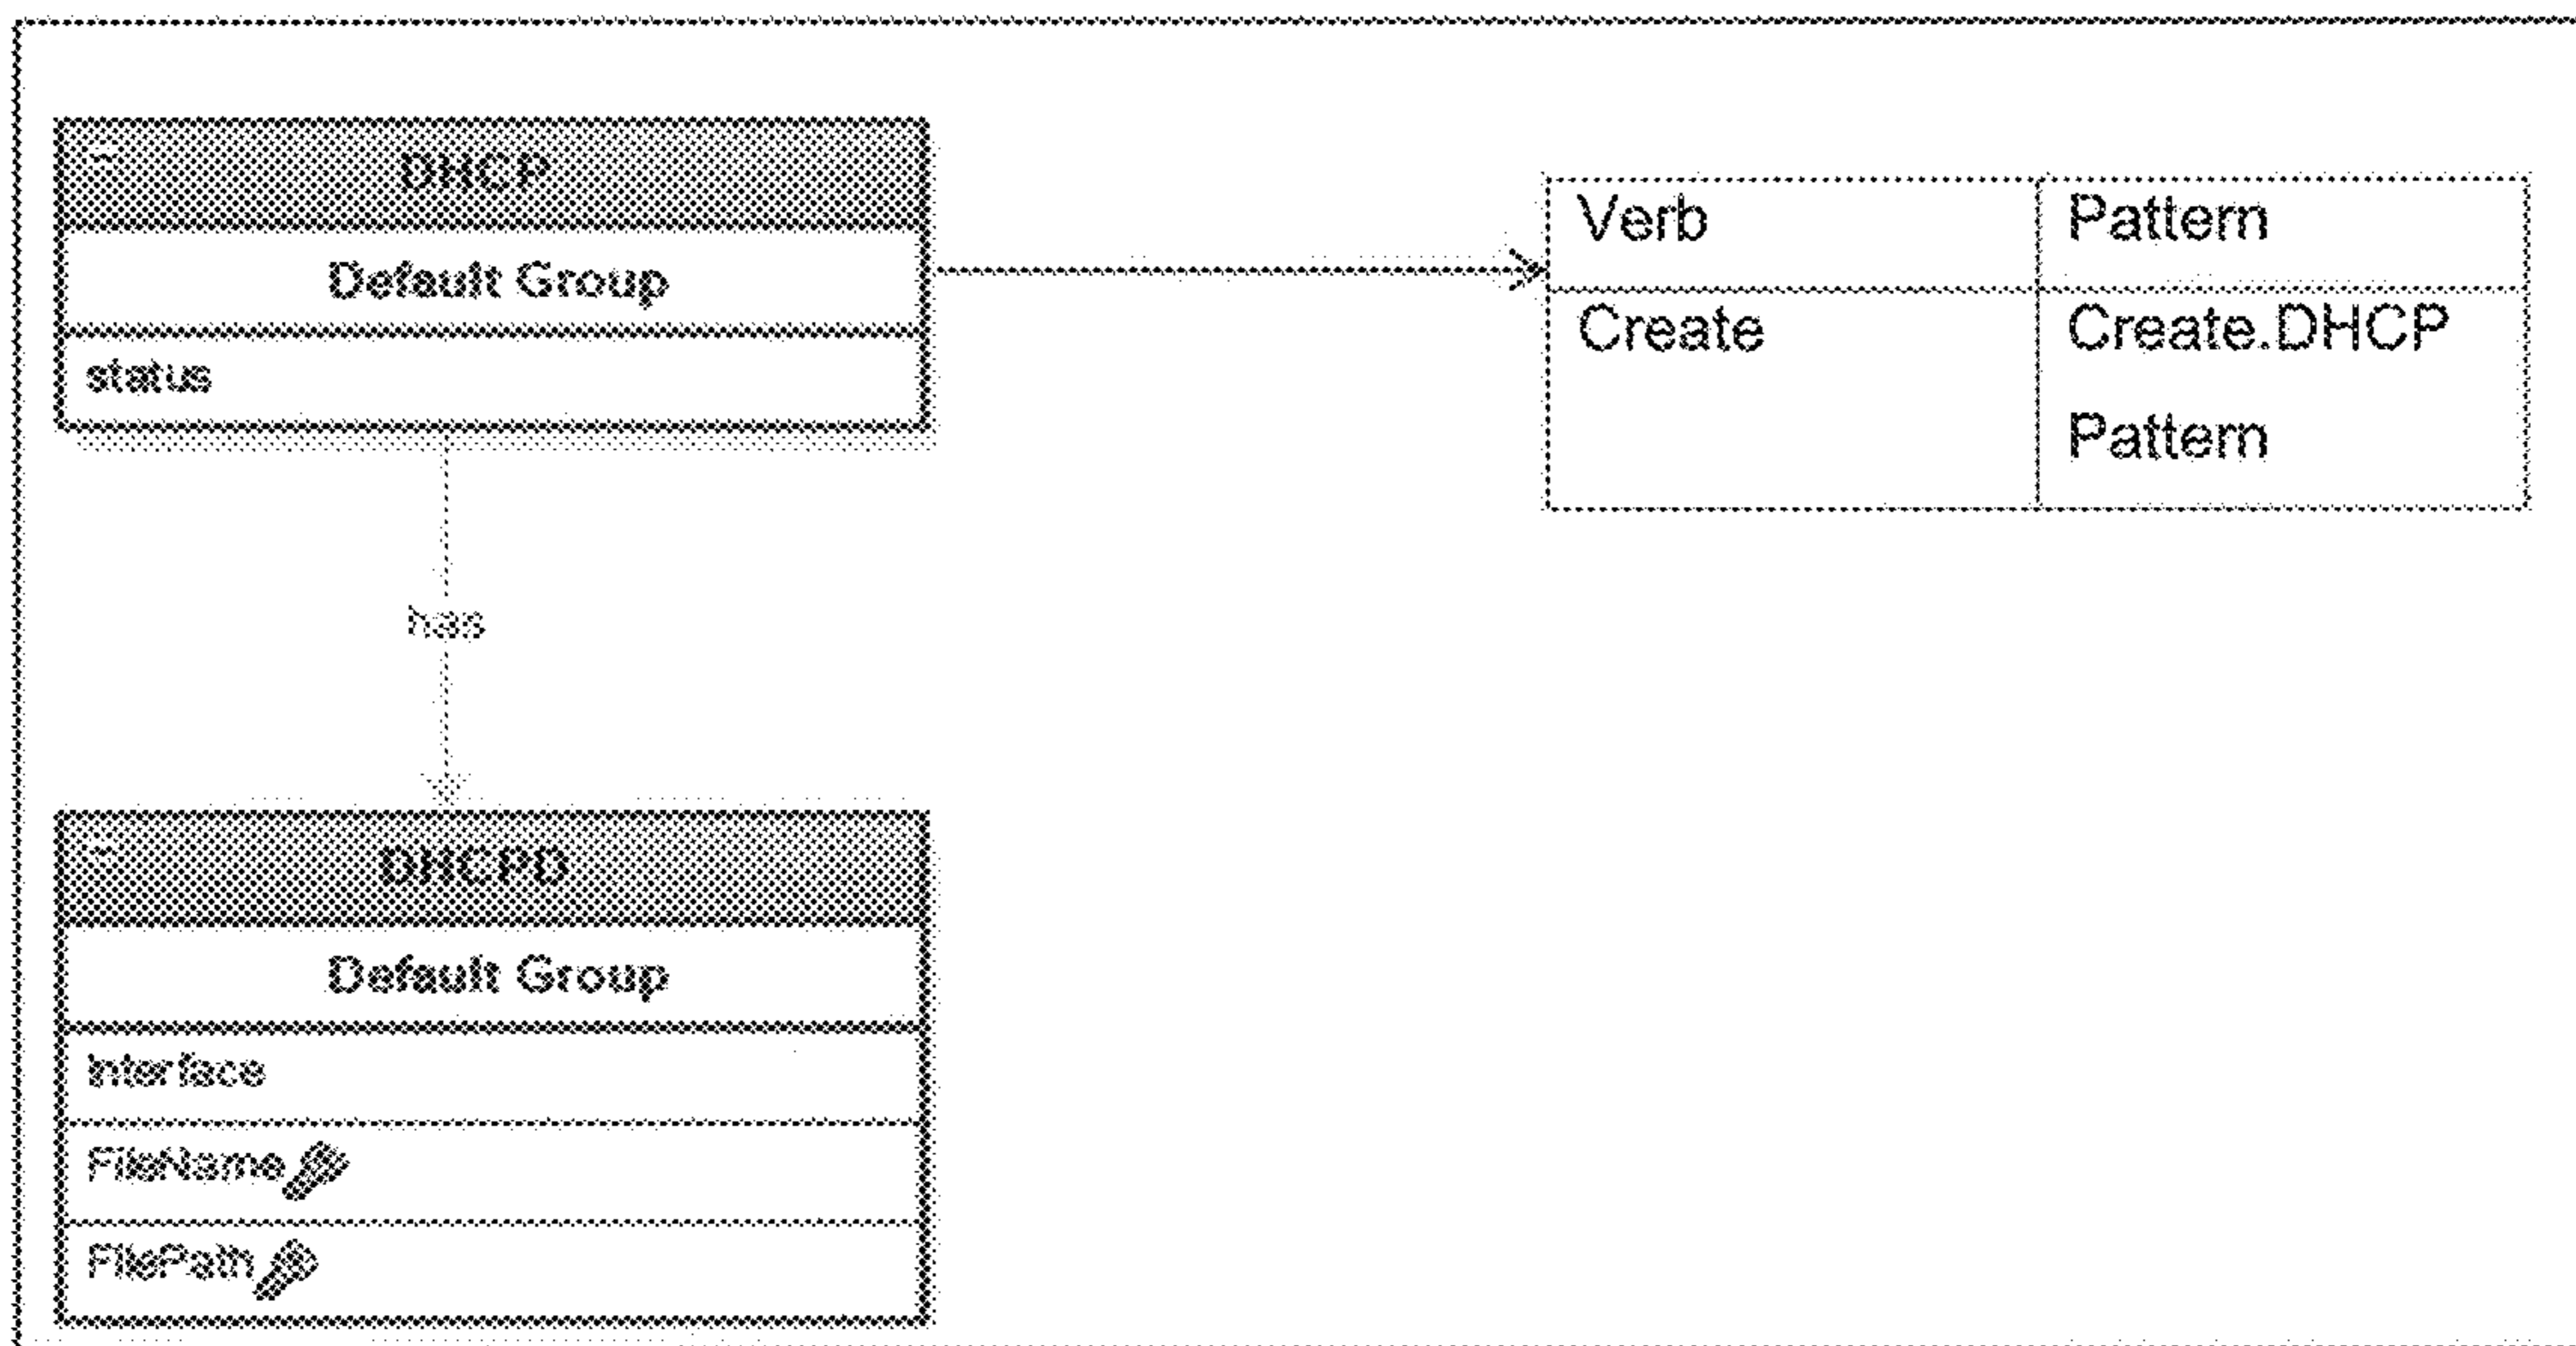 DHCP
Default Group
status
Verb
Pattern
Create
Create.DHCP
Pattern
has
DHCPD
Default Group
Interface
FileName
FilePath